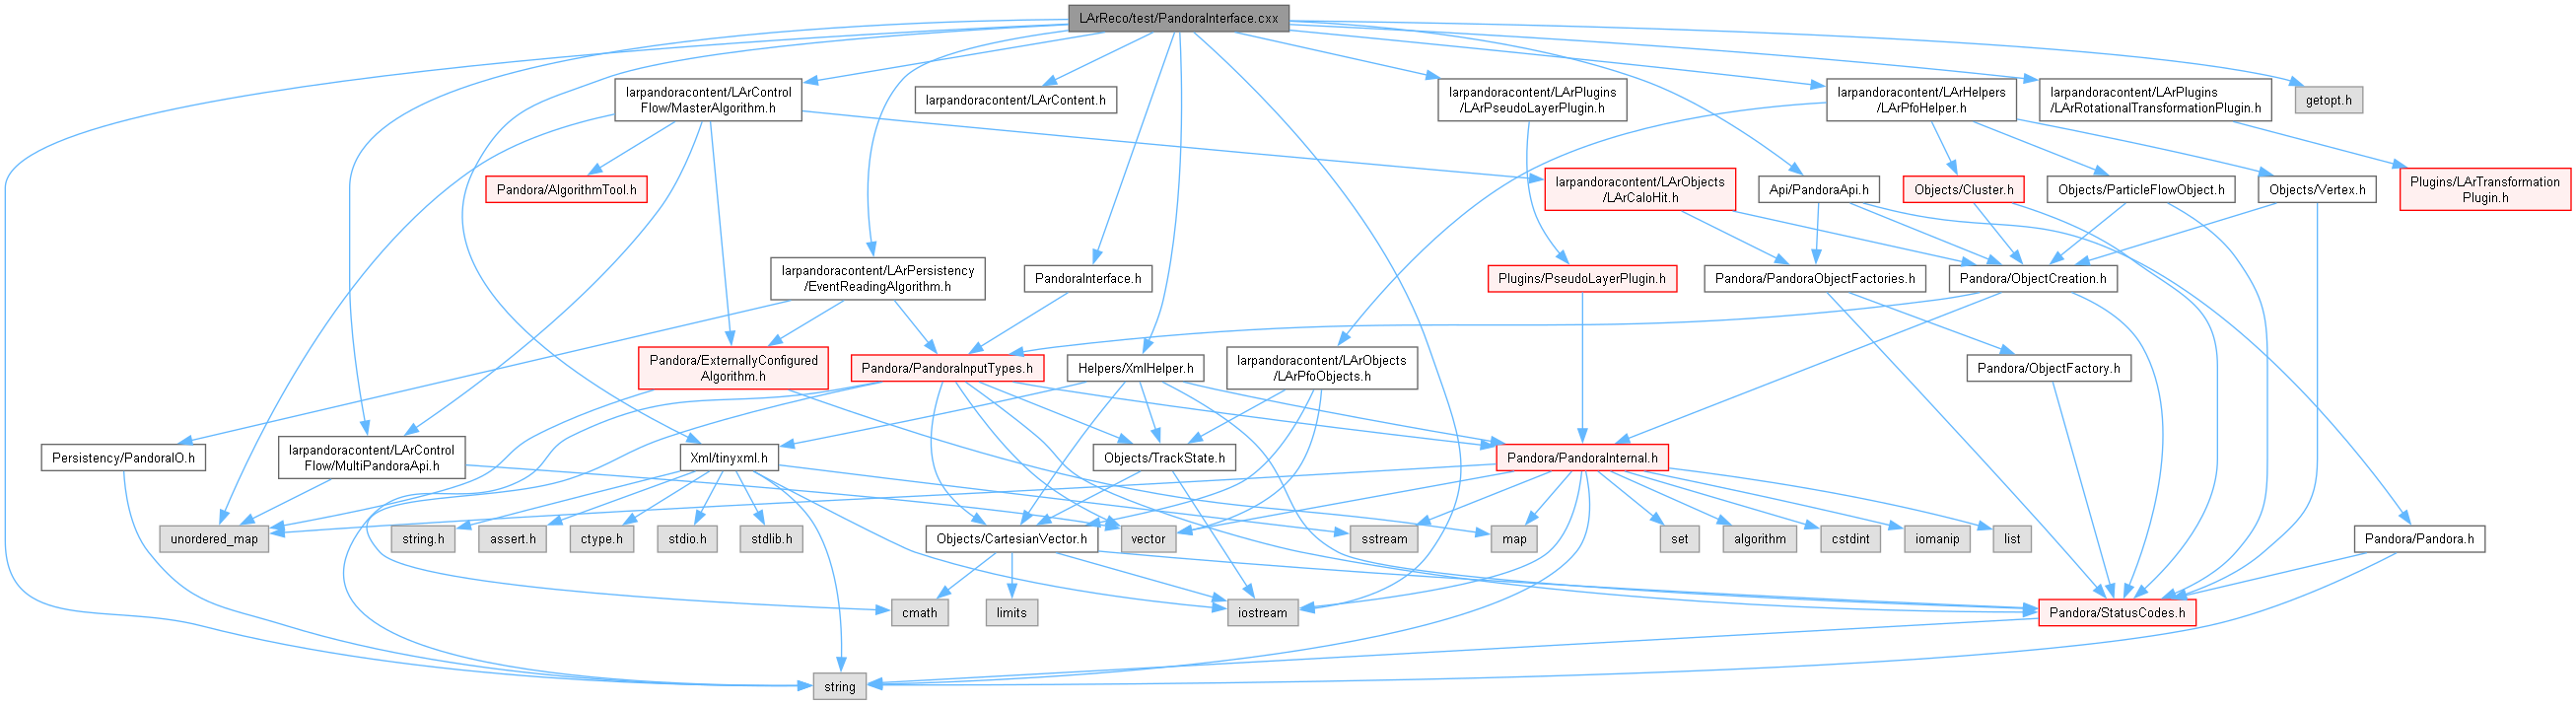 LArReco/test/PandoraInterface.cxx
larpandoracontent/LArControl
Flow/MasterAlgorithm.h
larpandoracontent/LArContent.h
larpandoracontent/LArPlugins
/LArPseudoLayerPlugin.h
larpandoracontent/LArHelpers
/LArPfoHelper.h
larpandoracontent/LArPlugins
/LArRotationalTransformationPlugin.h
getopt.h
Pandora/AlgorithmTool.h
larpandoracontent/LArObjects
/LArCaloHit.h
Api/PandoraApi.h
Objects/Cluster.h
Objects/ParticleFlowObject.h
Objects/Vertex.h
Plugins/LArTransformation
Plugin.h
larpandoracontent/LArPersistency
/EventReadingAlgorithm.h
PandoraInterface.h
Plugins/PseudoLayerPlugin.h
Pandora/PandoraObjectFactories.h
Pandora/ObjectCreation.h
Pandora/ExternallyConfigured
Algorithm.h
Pandora/PandoraInputTypes.h
Helpers/XmlHelper.h
larpandoracontent/LArObjects
/LArPfoObjects.h
Pandora/ObjectFactory.h
Persistency/PandoraIO.h
larpandoracontent/LArControl
Flow/MultiPandoraApi.h
Xml/tinyxml.h
Objects/TrackState.h
Pandora/PandoraInternal.h
unordered_map
string.h
assert.h
ctype.h
stdio.h
stdlib.h
Objects/CartesianVector.h
vector
sstream
map
set
algorithm
cstdint
iomanip
list
Pandora/Pandora.h
cmath
limits
iostream
Pandora/StatusCodes.h
string